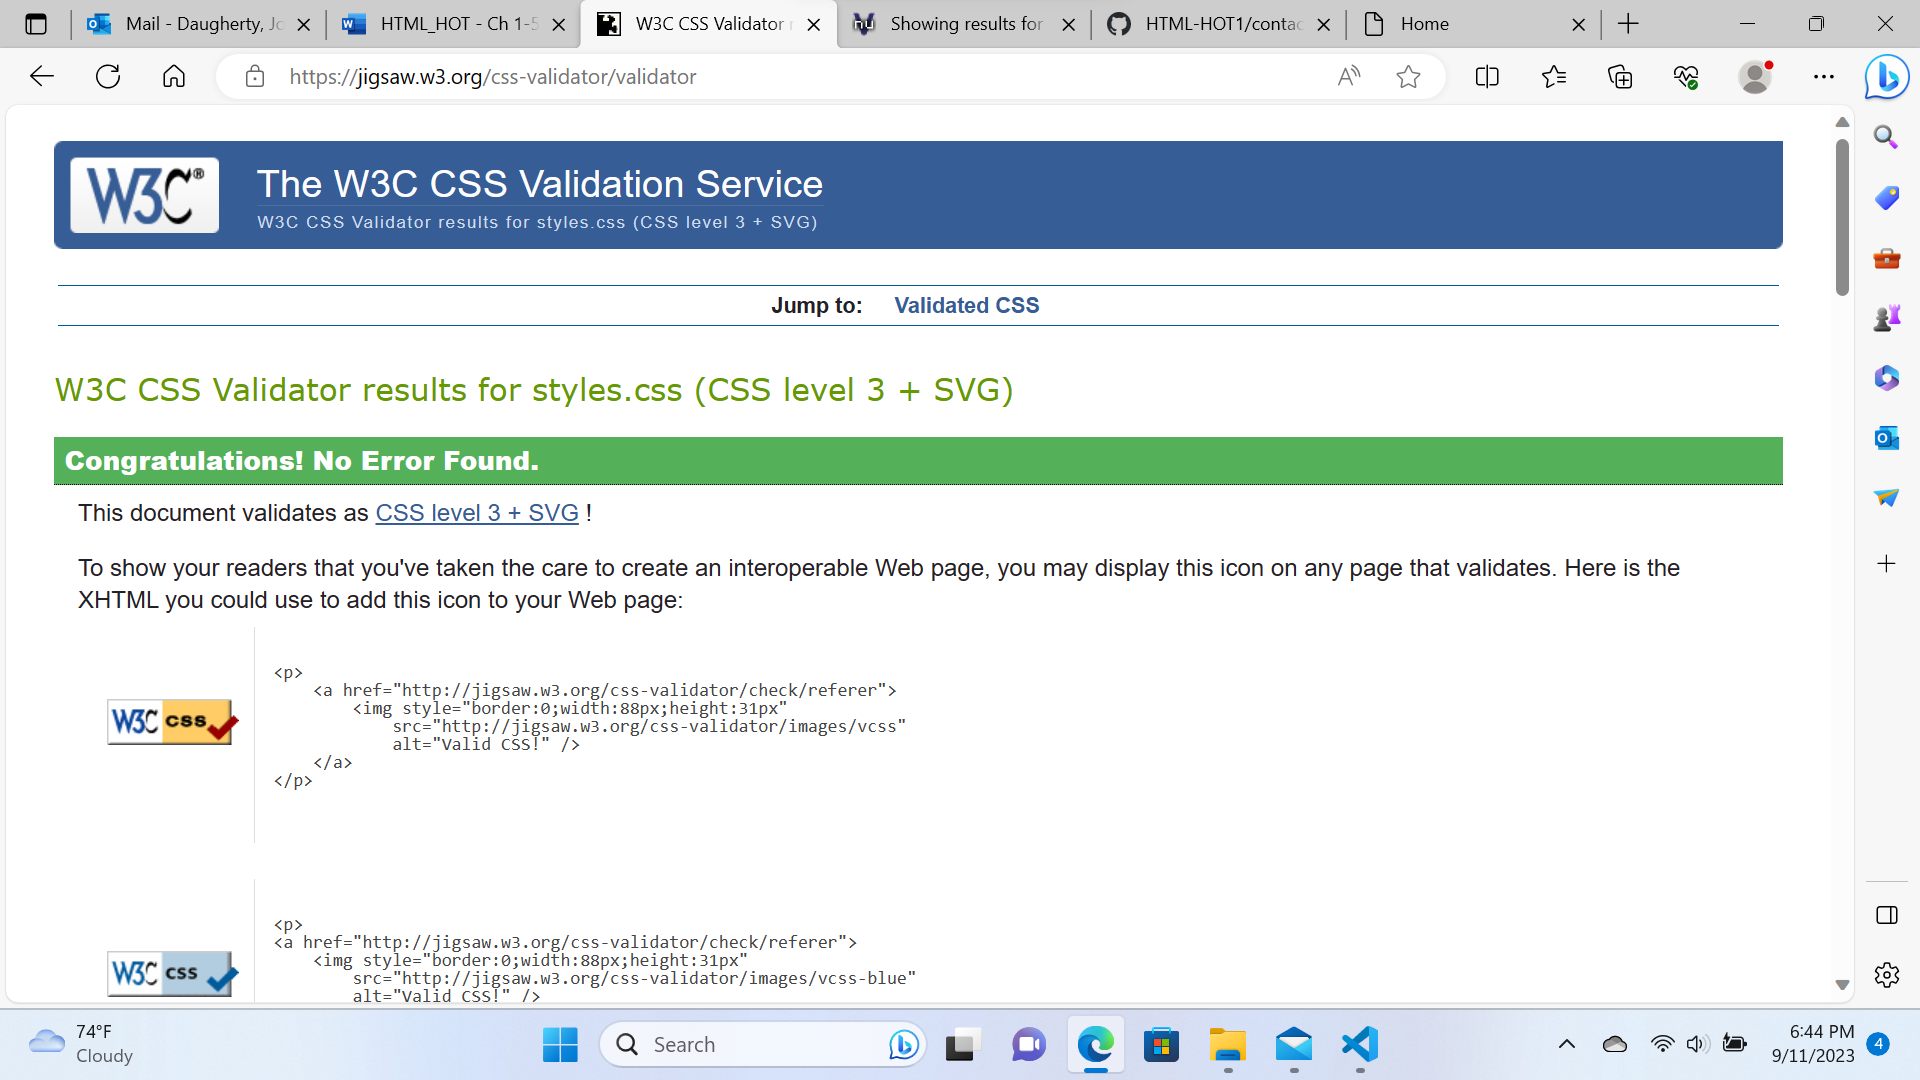 Mail - Daugherty, Jo
HTML_HOT - Ch 1-5
W3C CSS Validator r
Showing results for
HTML-HOT1/contac
Home
https://jigsaw.w3.org/css-validator/validator
W3C®
The W3C CSS Validation Service
W3C CSS Validator results for styles.css (CSS level 3 + SVG)
Jump to: Validated CSS
W3C CSS Validator results for styles.css (CSS level 3 + SVG)
Congratulations! No Error Found.
This document validates as CSS level 3 + SVG !
To show your readers that you've taken the care to create an interoperable Web page, you may display this icon on any page that validates. Here is the
XHTML you could use to add this icon to your Web page:
W3C css
<p>
    <a href="http://jigsaw.w3.org/css-validator/check/referer">
        <img style="border:0;width:88px;height:31px"
            src="http://jigsaw.w3.org/css-validator/images/vcss"
            alt="Valid CSS!" />
    </a>
</p>
W3C css
<p>
<a href="http://jigsaw.w3.org/css-validator/check/referer">
    <img style="border:0;width:88px;height:31px"
        src="http://jigsaw.w3.org/css-validator/images/vcss-blue"
        alt="Valid CSS!" />
74°F
Cloudy
Search
6:44 PM
9/11/2023
4